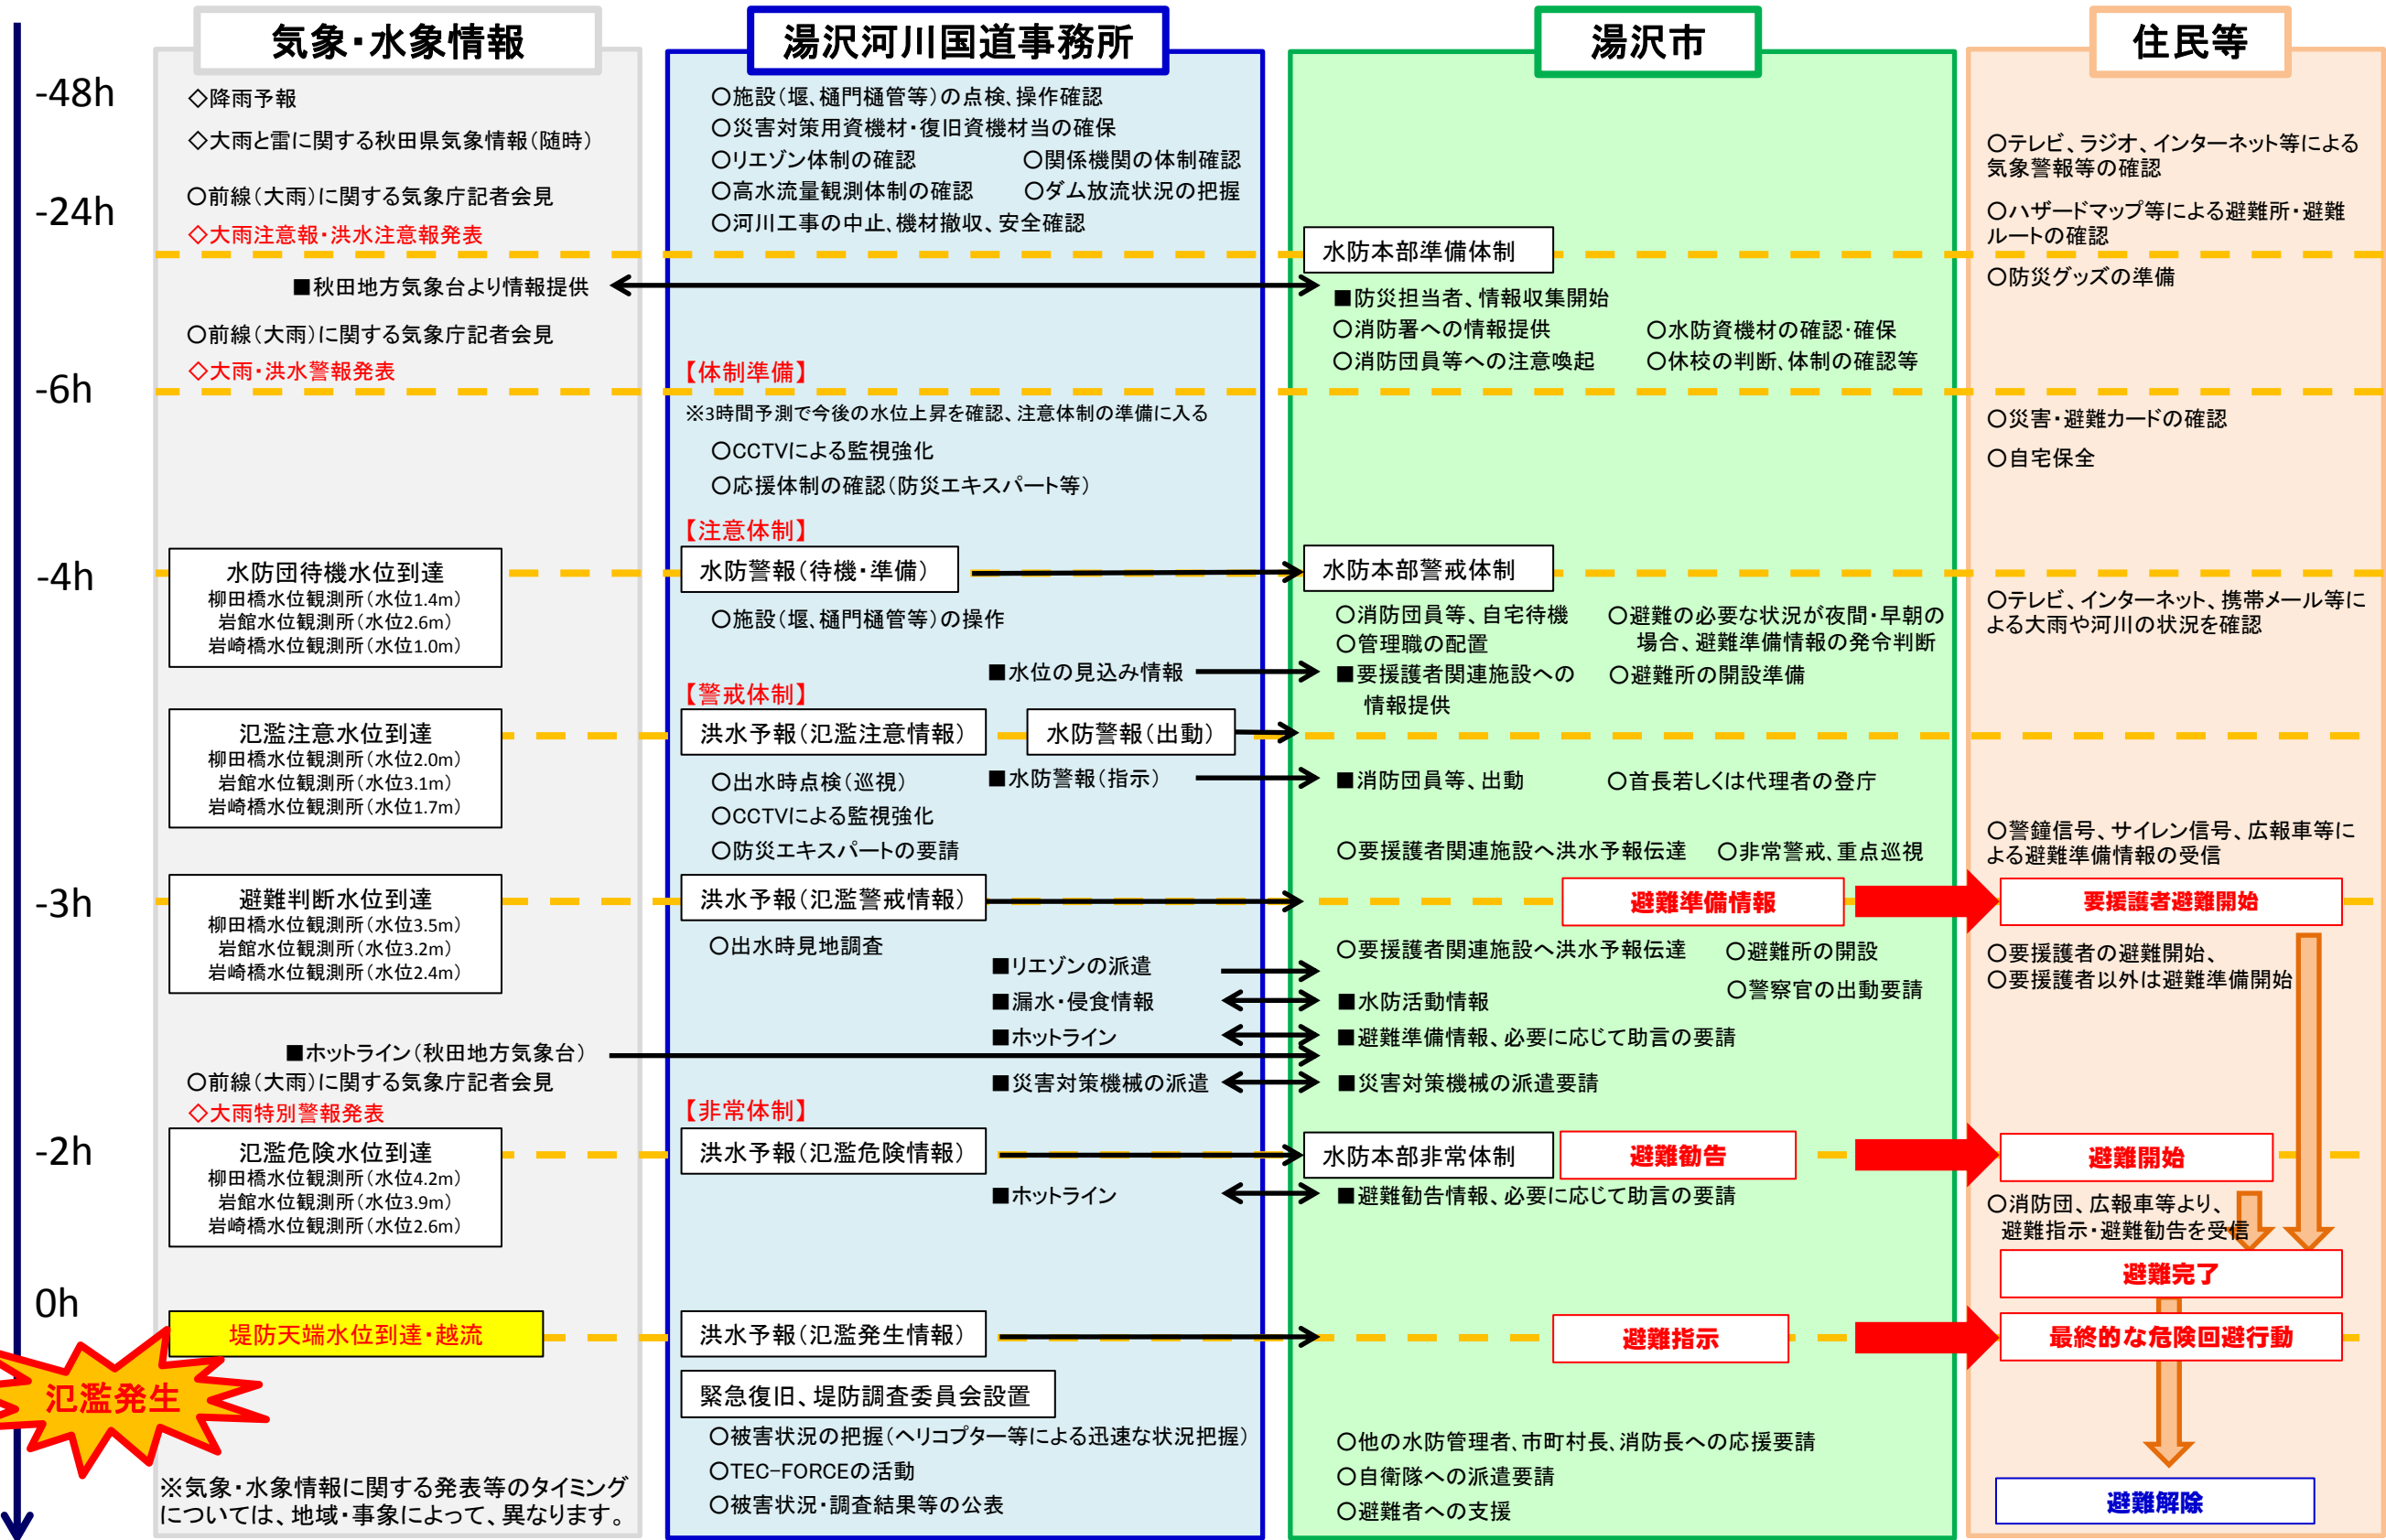 気象・水象情報
湯沢河川国道事務所
湯沢市
住民等
-48h
-24h
-6h
-4h
-3h
-2h
0h
氾濫発生
◇降雨予報
◇大雨と雷に関する秋田県気象情報（随時）
○前線（大雨）に関する気象庁記者会見
◇大雨注意報・洪水注意報発表
■秋田地方気象台より情報提供
○前線（大雨）に関する気象庁記者会見
◇大雨・洪水警報発表
水防団待機水位到達
柳田橋水位観測所（水位1.4m）
岩館水位観測所（水位2.6m）
岩崎橋水位観測所（水位1.0m）
氾濫注意水位到達
柳田橋水位観測所（水位2.0m）
岩館水位観測所（水位3.1m）
岩崎橋水位観測所（水位1.7m）
避難判断水位到達
柳田橋水位観測所（水位3.5m）
岩館水位観測所（水位3.2m）
岩崎橋水位観測所（水位2.4m）
■ホットライン（秋田地方気象台）
○前線（大雨）に関する気象庁記者会見
◇大雨特別警報発表
氾濫危険水位到達
柳田橋水位観測所（水位4.2m）
岩館水位観測所（水位3.9m）
岩崎橋水位観測所（水位2.6m）
堤防天端水位到達・越流
※気象・水象情報に関する発表等のタイミング
については、地域・事象によって、異なります。
○施設（堰、樋門樋管等）の点検、操作確認
○災害対策用資機材・復旧資機材当の確保
○リエゾン体制の確認 ○関係機関の体制確認
○高水流量観測体制の確認 ○ダム放流状況の把握
○河川工事の中止、機材撤収、安全確認
【体制準備】
※3時間予測で今後の水位上昇を確認、注意体制の準備に入る
○CCTVによる監視強化
○応援体制の確認（防災エキスパート等）
【注意体制】
水防警報（待機・準備）
○施設（堰、樋門樋管等）の操作
■水位の見込み情報
【警戒体制】
洪水予報（氾濫注意情報） 水防警報（出動）
○出水時点検（巡視） ■水防警報（指示）
○CCTVによる監視強化
○防災エキスパートの要請
洪水予報（氾濫警戒情報）
○出水時見地調査
■リエゾンの派遣
■漏水・侵食情報
■ホットライン
■災害対策機械の派遣
【非常体制】
洪水予報（氾濫危険情報）
■ホットライン
洪水予報（氾濫発生情報）
緊急復旧、堤防調査委員会設置
○被害状況の把握（ヘリコプター等による迅速な状況把握）
○TEC-FORCEの活動
○被害状況・調査結果等の公表
水防本部準備体制
■防災担当者、情報収集開始
○消防署への情報提供 ○水防資機材の確認・確保
○消防団員等への注意喚起 ○休校の判断、体制の確認等
水防本部警戒体制
○消防団員等、自宅待機 ○避難の必要な状況が夜間・早朝の
○管理職の配置 場合、避難準備情報の発令判断
■要援護者関連施設への ○避難所の開設準備
情報提供
■消防団員等、出動 ○首長若しくは代理者の登庁
○要援護者関連施設へ洪水予報伝達 ○非常警戒、重点巡視
避難準備情報
○要援護者関連施設へ洪水予報伝達 ○避難所の開設
○警察官の出動要請
■水防活動情報
■避難準備情報、必要に応じて助言の要請
■災害対策機械の派遣要請
水防本部非常体制 避難勧告
■避難勧告情報、必要に応じて助言の要請
避難指示
○他の水防管理者、市町村長、消防長への応援要請
○自衛隊への派遣要請
○避難者への支援
○テレビ、ラジオ、インターネット等による
気象警報等の確認
○ハザードマップ等による避難所・避難
ルートの確認
○防災グッズの準備
○災害・避難カードの確認
○自宅保全
○テレビ、インターネット、携帯メール等に
よる大雨や河川の状況を確認
○警鐘信号、サイレン信号、広報車等に
よる避難準備情報の受信
要援護者避難開始
○要援護者の避難開始、
○要援護者以外は避難準備開始
避難開始
○消防団、広報車等より、
避難指示・避難勧告を受信
避難完了
最終的な危険回避行動
避難解除